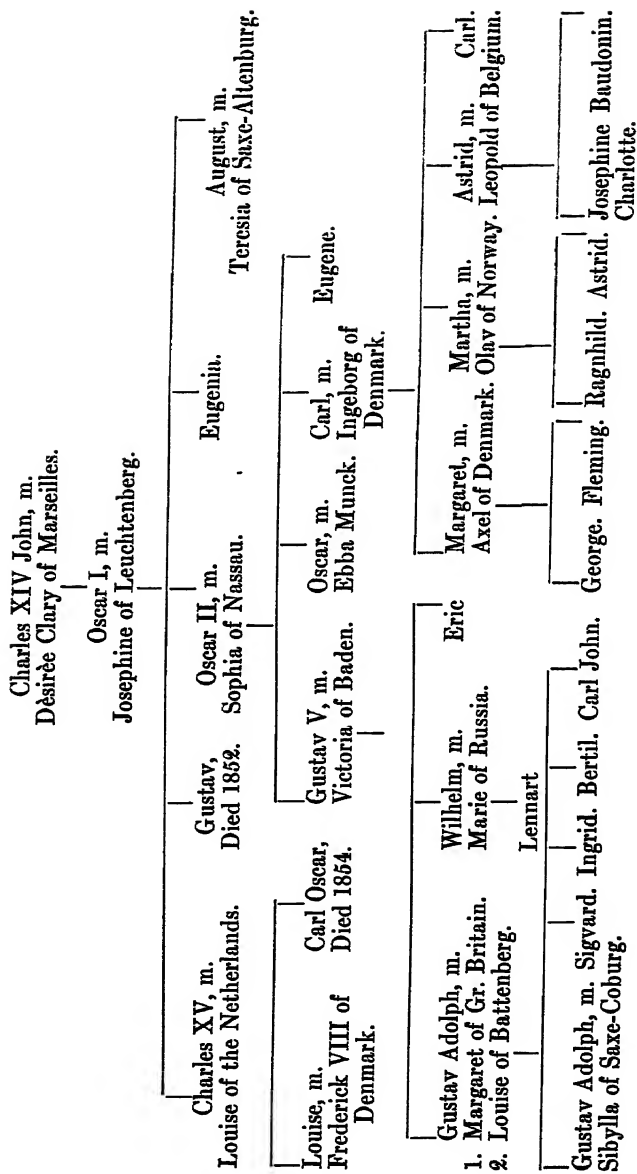 Charles XIV John, m.
Dèsirèe Clary of Marseilles.
Oscar I, m.
Josephine of Leuchtenberg.
Charles XV, m.
Louise of the Netherlands.
Gustav,
Died 1852.
Oscar II, m.
Sophia of Nassau.
Eugenia.
August, m.
Teresia of Saxe-Altenburg.
Louise, m.
Frederick VIII of
Denmark.
Carl Oscar,
Died 1854.
Gustav V, m.
Victoria of Baden.
Oscar, m.
Ebba Munck.
Carl, m.
Ingeborg of
Denmark.
Eugene.
Gustav Adolph, m.
1. Margaret of Gr. Britain.
2. Louise of Battenberg.
Wilhelm, m.
Marie of Russia.
Eric
Margaret, m.
Axel of Denmark.
Martha, m.
Olav of Norway.
Astrid, m.
Leopold of Belgium.
Carl.
Lennart
Gustav Adolph, m.
Sibylla of Saxe-Coburg.
Sigvard. Ingrid. Bertil. Carl John.
George. Fleming.
Ragnhild. Astrid.
Josephine
Charlotte.
Baudonin.